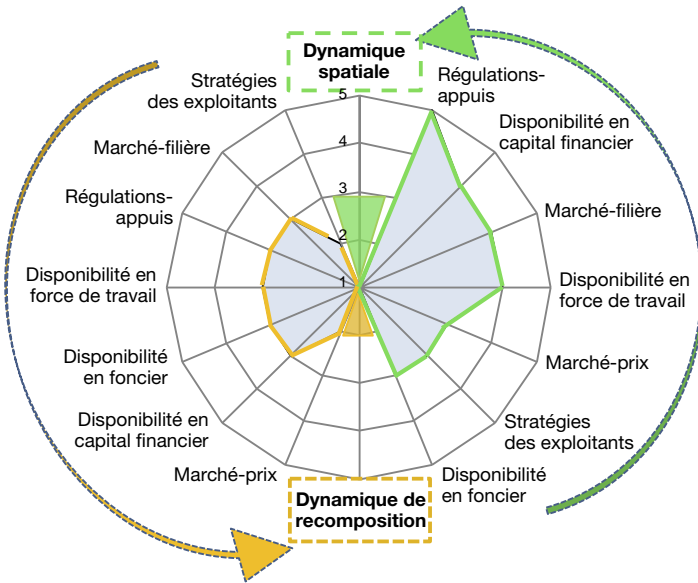 Dynamique
spatiale
Régulations-
appuis
Disponibilité en
capital financier
Marché-filière
Disponibilité en
force de travail
Marché-prix
Stratégies
des exploitants
Disponibilité
en foncier
Dynamique de
recomposition
Marché-prix
Disponibilité en
capital financier
Disponibilité
en foncier
Disponibilité en
force de travail
Régulations-
appuis
Marché-filière
Stratégies
des exploitants
5
4
3
2
1